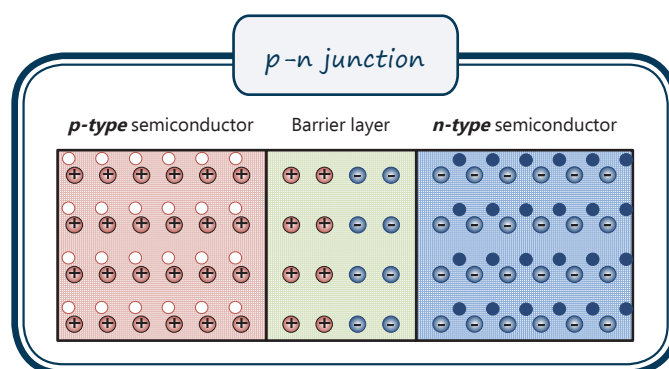 p-n junction
p-type semiconductor Barrier layer n-type semiconductor
+ + + + + + + + - - - - - - - -
+ + + + + + + + - - - - - - - -
+ + + + + + + + - - - - - - - -
+ + + + + + + + - - - - - - - -